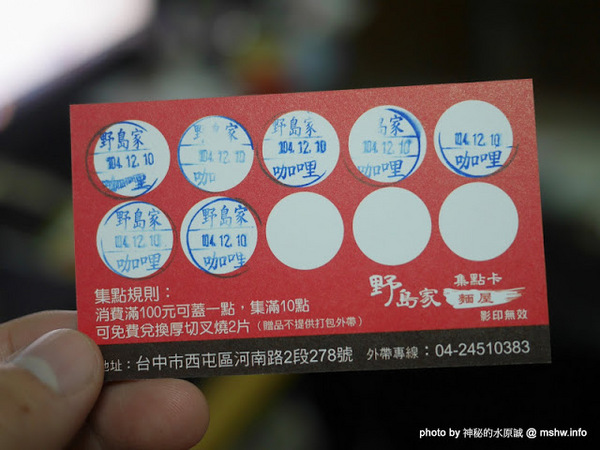 野島家 野島家 野島家 島家
104.12.10 104.12.10 104.12.10 104.12.10 104.12.10
咖哩 咖 咖哩 咖哩 咖哩
野島家 野島家
104.12.10 104.12.10
咖哩 咖哩
集點規則：
消費滿100元可蓋一點，集滿10點
可免費兌換厚切叉燒2片（贈品不提供打包外帶）
野島家 集點卡
麵屋
影印無效
地址：台中市西屯區河南路2段278號 外帶專線：04-24510383
photo by 神秘的水原誠 @ mshw.info